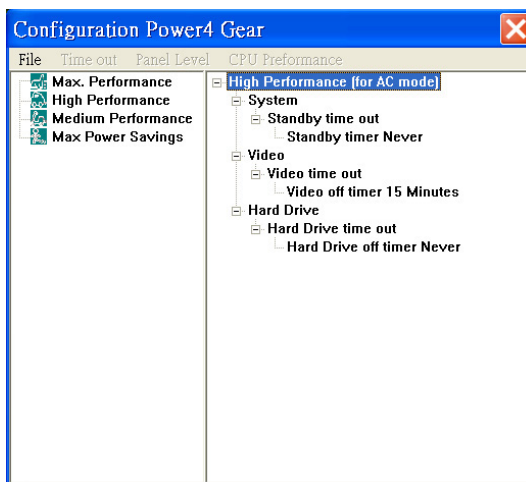 Configuration Power4 Gear
File Time out Panel Level CPU Preformance
Max. Performance
High Performance
Medium Performance
Max Power Savings
High Performance (for AC mode)
System
Standby time out
Standby timer Never
Video
Video time out
Video off timer 15 Minutes
Hard Drive
Hard Drive time out
Hard Drive off timer Never